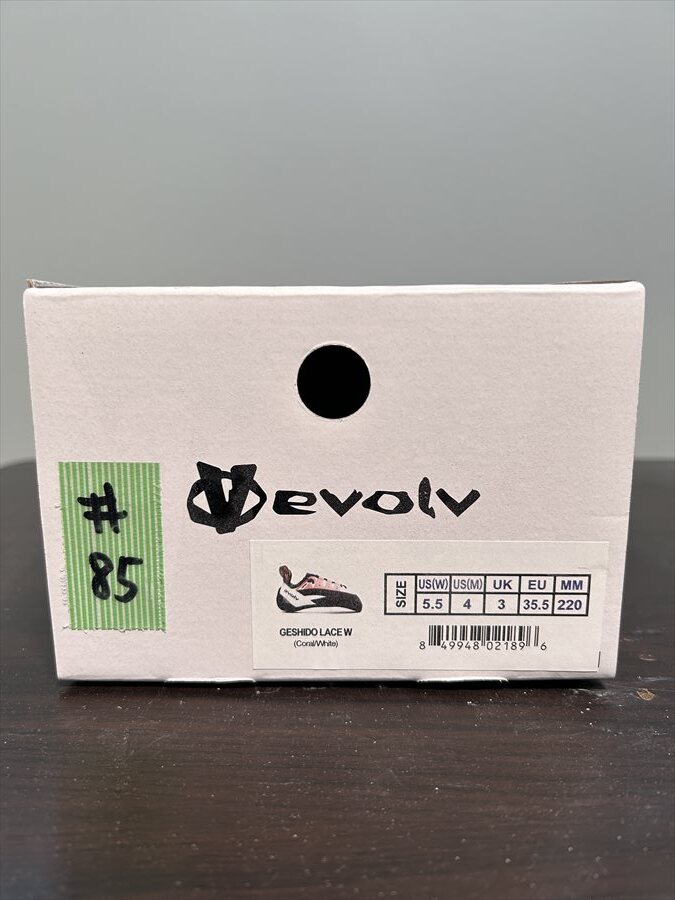 evolv
#
85
evolv
GESHIDO LACE W
(Coral/White)
SIZE
US(W) US(M) UK EU MM
5.5 4 3 35.5 220
8 49948 02189 6